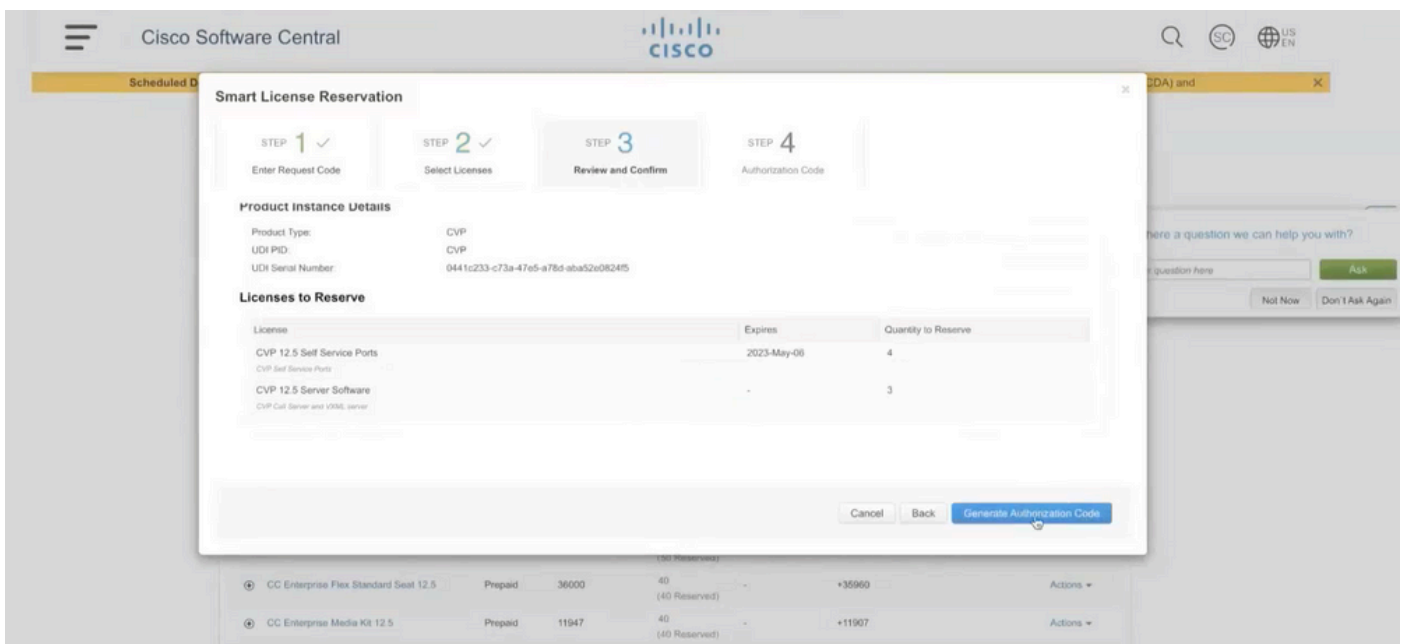 Cisco Software Central
CISCO
SC
US
EN
Scheduled D
CDA) and
×
Smart License Reservation
×
STEP 1 ✓
STEP 2 ✓
STEP 3
STEP 4
Enter Request Code
Select Licenses
Review and Confirm
Authorization Code
Product Instance Details
Product Type: CVP
UDI PID: CVP
UDI Serial Number: 0441c233-c73a-47e5-a78d-aba52e0824f5
here a question we can help you with?
question here
Ask
Not Now
Don't Ask Again
Licenses to Reserve
License Expires Quantity to Reserve
CVP 12.5 Self Service Ports 2023-May-06 4
CVP Self Service Ports
CVP 12.5 Server Software - 3
CVP Call Server and VXML server
Cancel Back Generate Authorization Code
(50 Reserved)
CC Enterprise Flex Standard Seat 12.5 Prepaid 36000 40 - +35960 Actions
(40 Reserved)
CC Enterprise Media Kit 12.5 Prepaid 11947 40 - +11907 Actions
(40 Reserved)